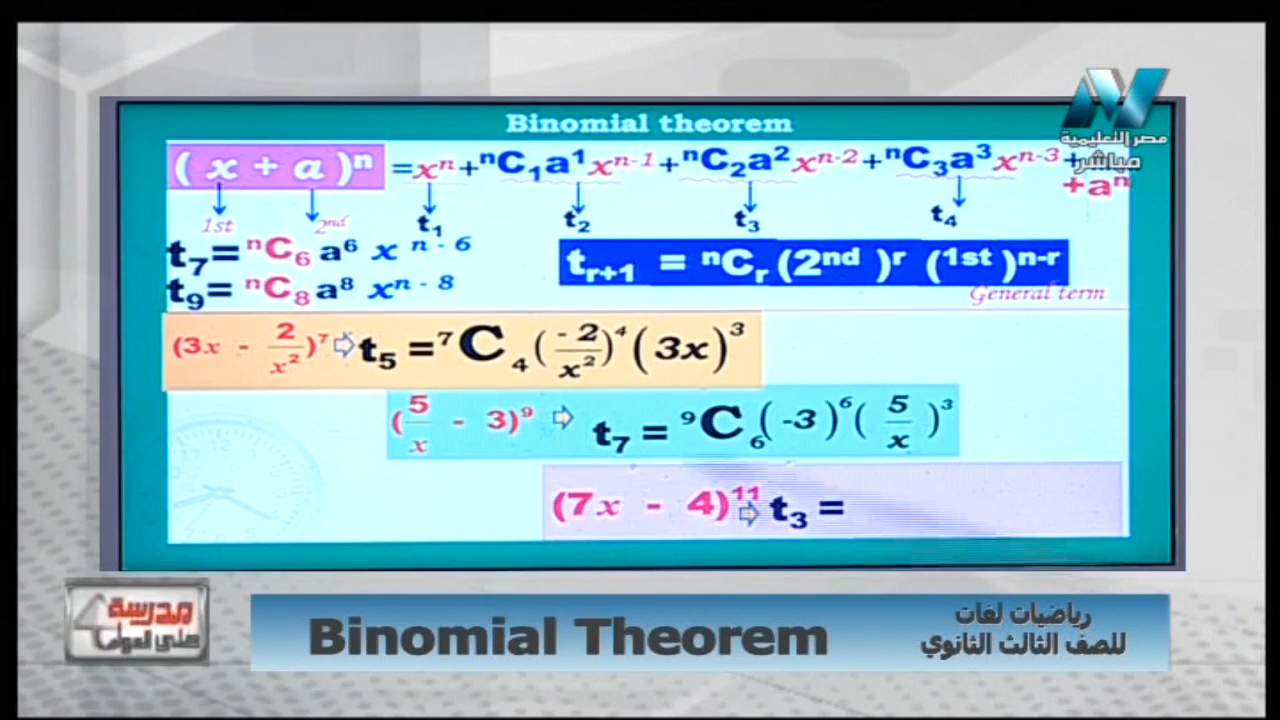 Binomial theorem
مصر التعليمية
مباشر
(x + a)ⁿ = xⁿ + ⁿC₁a¹xⁿ⁻¹ + ⁿC₂a²xⁿ⁻² + ⁿC₃a³xⁿ⁻³ +
+aⁿ
1st 2nd t₁ t₂ t₃ t₄
t₇ = ⁿC₆ a⁶ x ⁿ⁻⁶
t₉ = ⁿC₈ a⁸ xⁿ⁻⁸
t_{r+1} = ⁿCᵣ (2nd)ʳ (1st)ⁿ⁻ʳ
General term
(3x - 2/x²)⁷ ⇨ t₅ = ⁷C₄ (-2/x²)⁴ (3x)³
(5/x - 3)⁹ ⇨ t₇ = ⁹C₆ (-3)⁶ (5/x)³
(7x - 4)¹¹ ⇨ t₃ =
مدرسة
على الهواء
Binomial Theorem
رياضيات لغات
للصف الثالث الثانوي